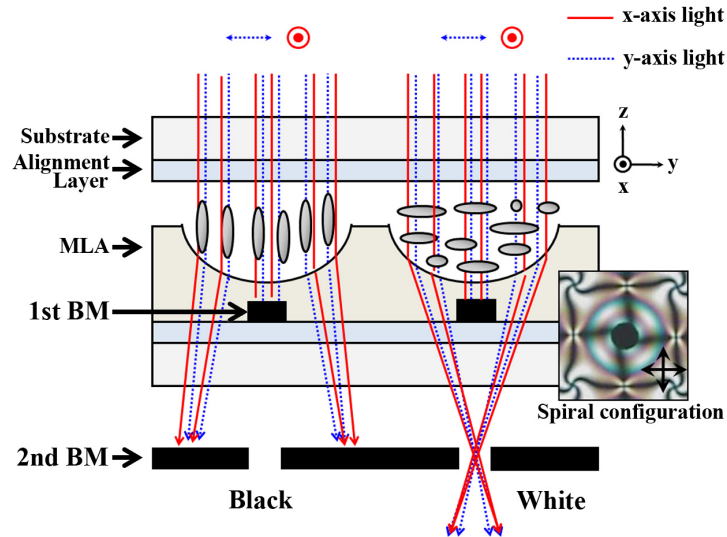 x-axis light
y-axis light
Substrate
Alignment
Layer
z
y
x
MLA
1st BM
Spiral configuration
2nd BM
Black
White